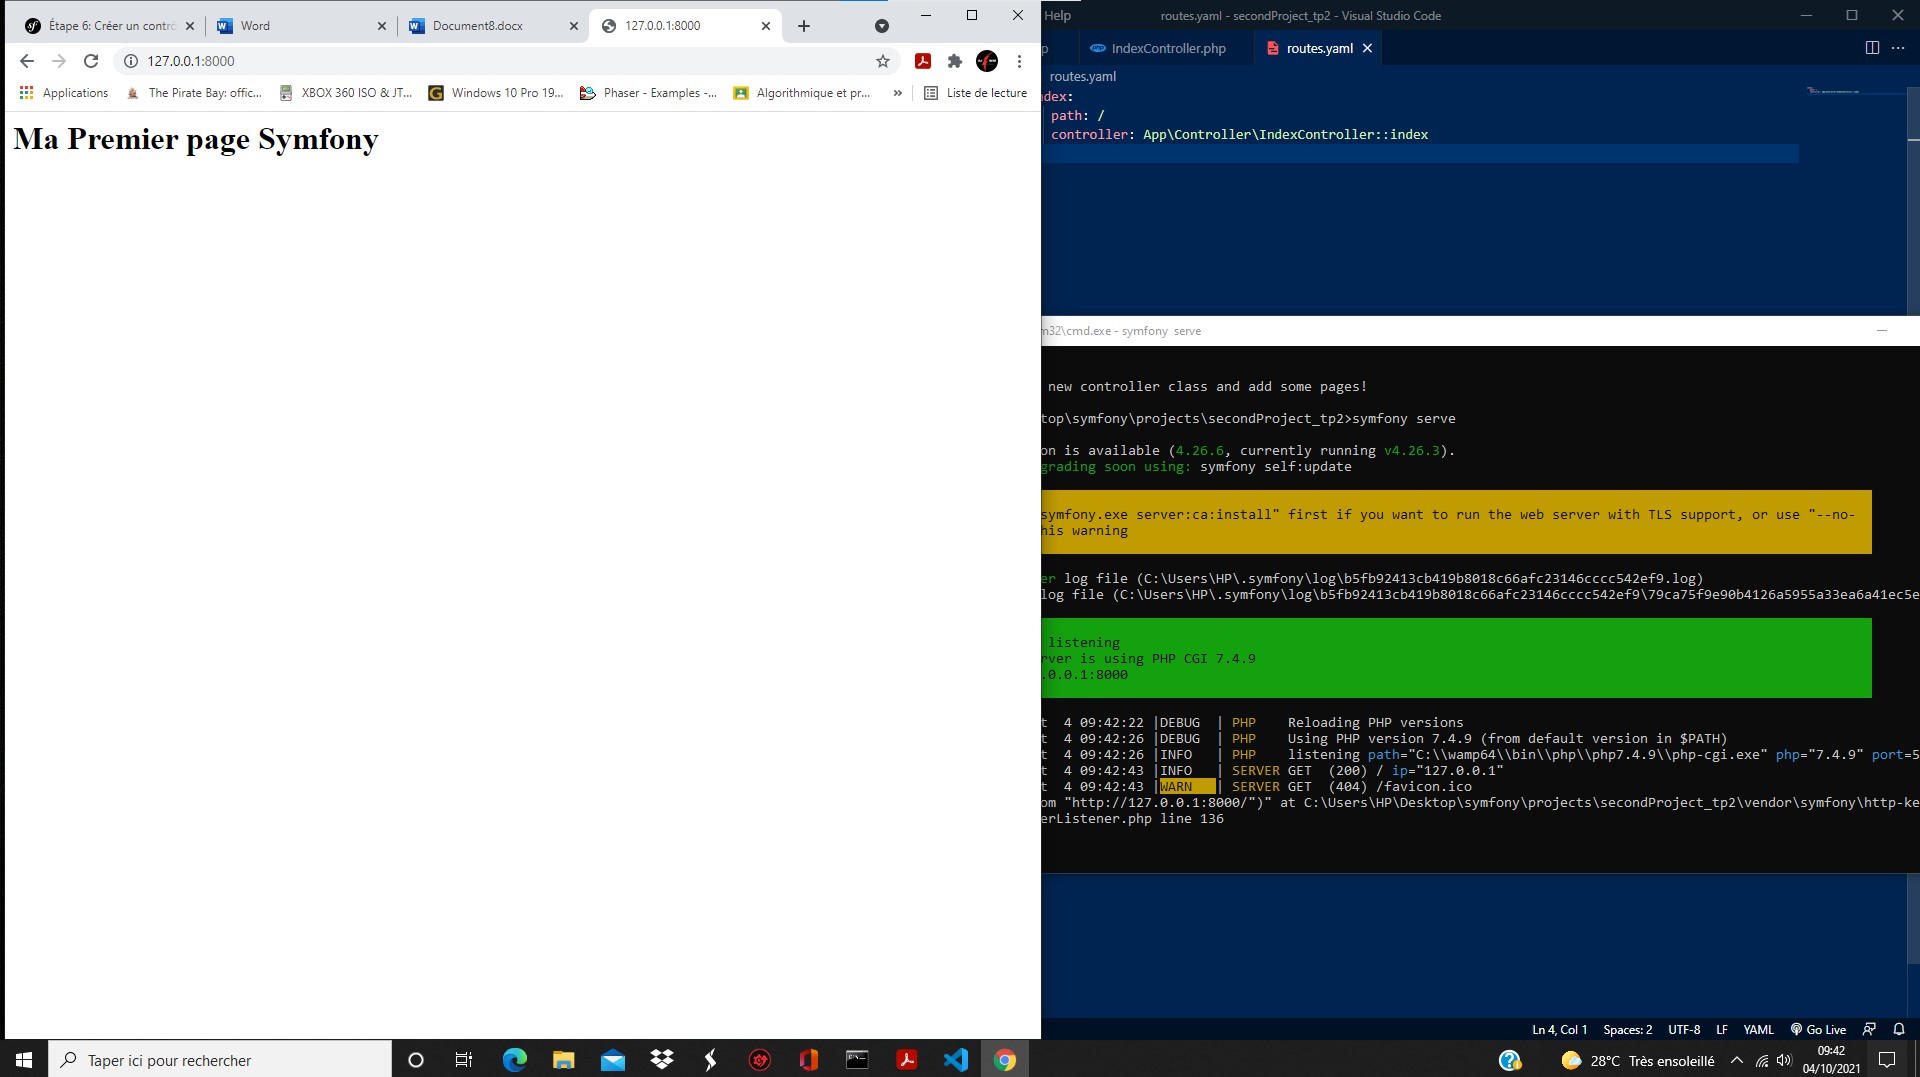 Étape 6: Créer un contrô
Word
Document8.docx
127.0.0.1:8000
127.0.0.1:8000
Applications
The Pirate Bay: offic...
XBOX 360 ISO & JT...
Windows 10 Pro 19...
Phaser - Examples -...
Algorithmique et pr...
»
Liste de lecture
Ma Premier page Symfony
Help
routes.yaml - secondProject_tp2 - Visual Studio Code
p
IndexController.php
routes.yaml
routes.yaml
ndex:
path: /
controller: App\Controller\IndexController::index
m32\cmd.exe - symfony serve
new controller class and add some pages!
top\symfony\projects\secondProject_tp2>symfony serve
on is available (4.26.6, currently running v4.26.3).
grading soon using: symfony self:update
symfony.exe server:ca:install" first if you want to run the web server with TLS support, or use "--no-
his warning
er log file (C:\Users\HP\.symfony\log\b5fb92413cb419b8018c66afc23146cccc542ef9.log)
log file (C:\Users\HP\.symfony\log\b5fb92413cb419b8018c66afc23146cccc542ef9\79ca75f9e90b4126a5955a33ea6a41ec5e
listening
rver is using PHP CGI 7.4.9
.0.0.1:8000
t 4 09:42:22 |DEBUG | PHP Reloading PHP versions
t 4 09:42:26 |DEBUG | PHP Using PHP version 7.4.9 (from default version in $PATH)
t 4 09:42:26 |INFO | PHP listening path="C:\\wamp64\\bin\\php\\php7.4.9\\php-cgi.exe" php="7.4.9" port=5
t 4 09:42:43 |INFO | SERVER GET (200) / ip="127.0.0.1"
t 4 09:42:43 |WARN | SERVER GET (404) /favicon.ico
om "http://127.0.0.1:8000/")" at C:\Users\HP\Desktop\symfony\projects\secondProject_tp2\vendor\symfony\http-ke
erListener.php line 136
Ln 4, Col 1
Spaces: 2
UTF-8
LF
YAML
Go Live
Taper ici pour rechercher
28°C Très ensoleillé
09:42
04/10/2021